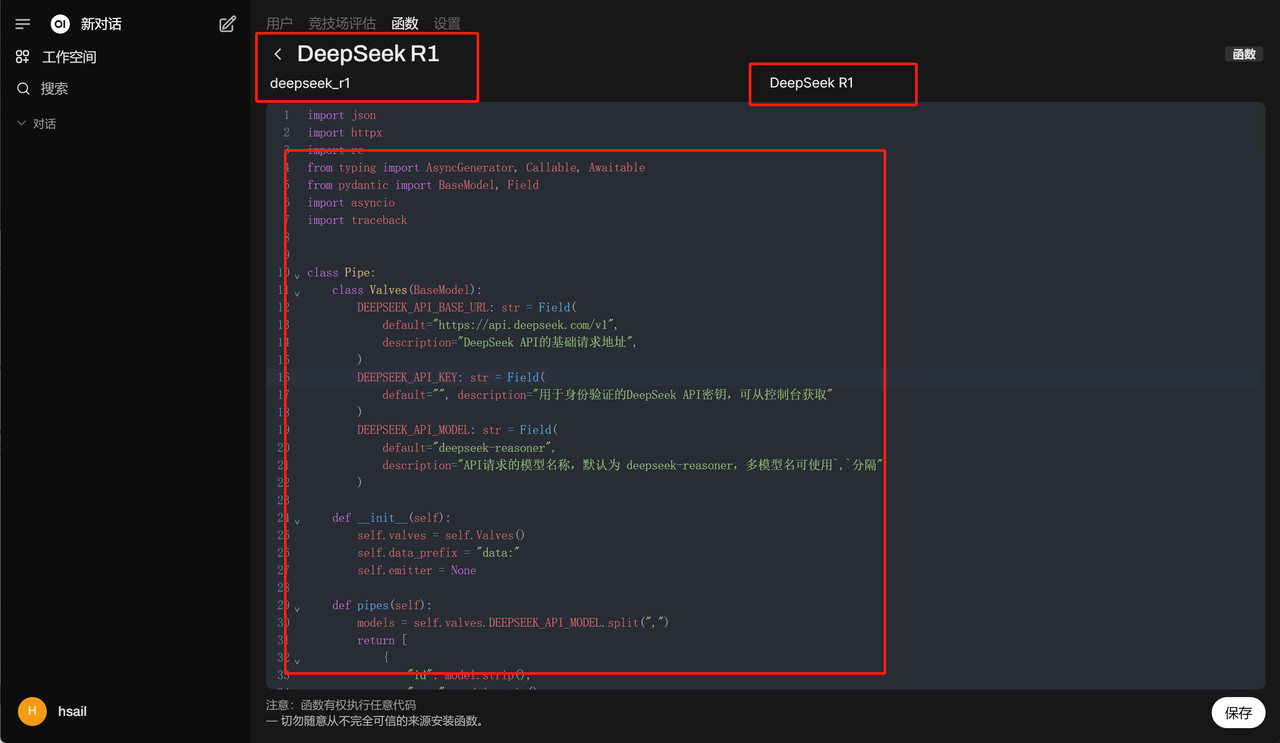 OI 新对话
工作空间
搜索
对话
用户 竞技场评估 函数 设置
DeepSeek R1
函数
deepseek_r1
DeepSeek R1
1 import json
2 import httpx
3 import re
4 from typing import AsyncGenerator, Callable, Awaitable
5 from pydantic import BaseModel, Field
6 import asyncio
7 import traceback
8
9
10 class Pipe:
11 class Valves(BaseModel):
12 DEEPSEEK_API_BASE_URL: str = Field(
13 default="https://api.deepseek.com/v1",
14 description="DeepSeek API的基础请求地址",
15 )
16 DEEPSEEK_API_KEY: str = Field(
17 default="", description="用于身份验证的DeepSeek API密钥，可从控制台获取"
18 )
19 DEEPSEEK_API_MODEL: str = Field(
20 default="deepseek-reasoner",
21 description="API请求的模型名称，默认为 deepseek-reasoner，多模型名可使用`,`分隔"
22 )
23
24 def __init__(self):
25 self.valves = self.Valves()
26 self.data_prefix = "data:"
27 self.emitter = None
28
29 def pipes(self):
30 models = self.valves.DEEPSEEK_API_MODEL.split(",")
31 return [
32 {
33 "id": model.strip(),
注意：函数有权执行任意代码
— 切勿随意从不完全可信的来源安装函数。
保存
H hsail